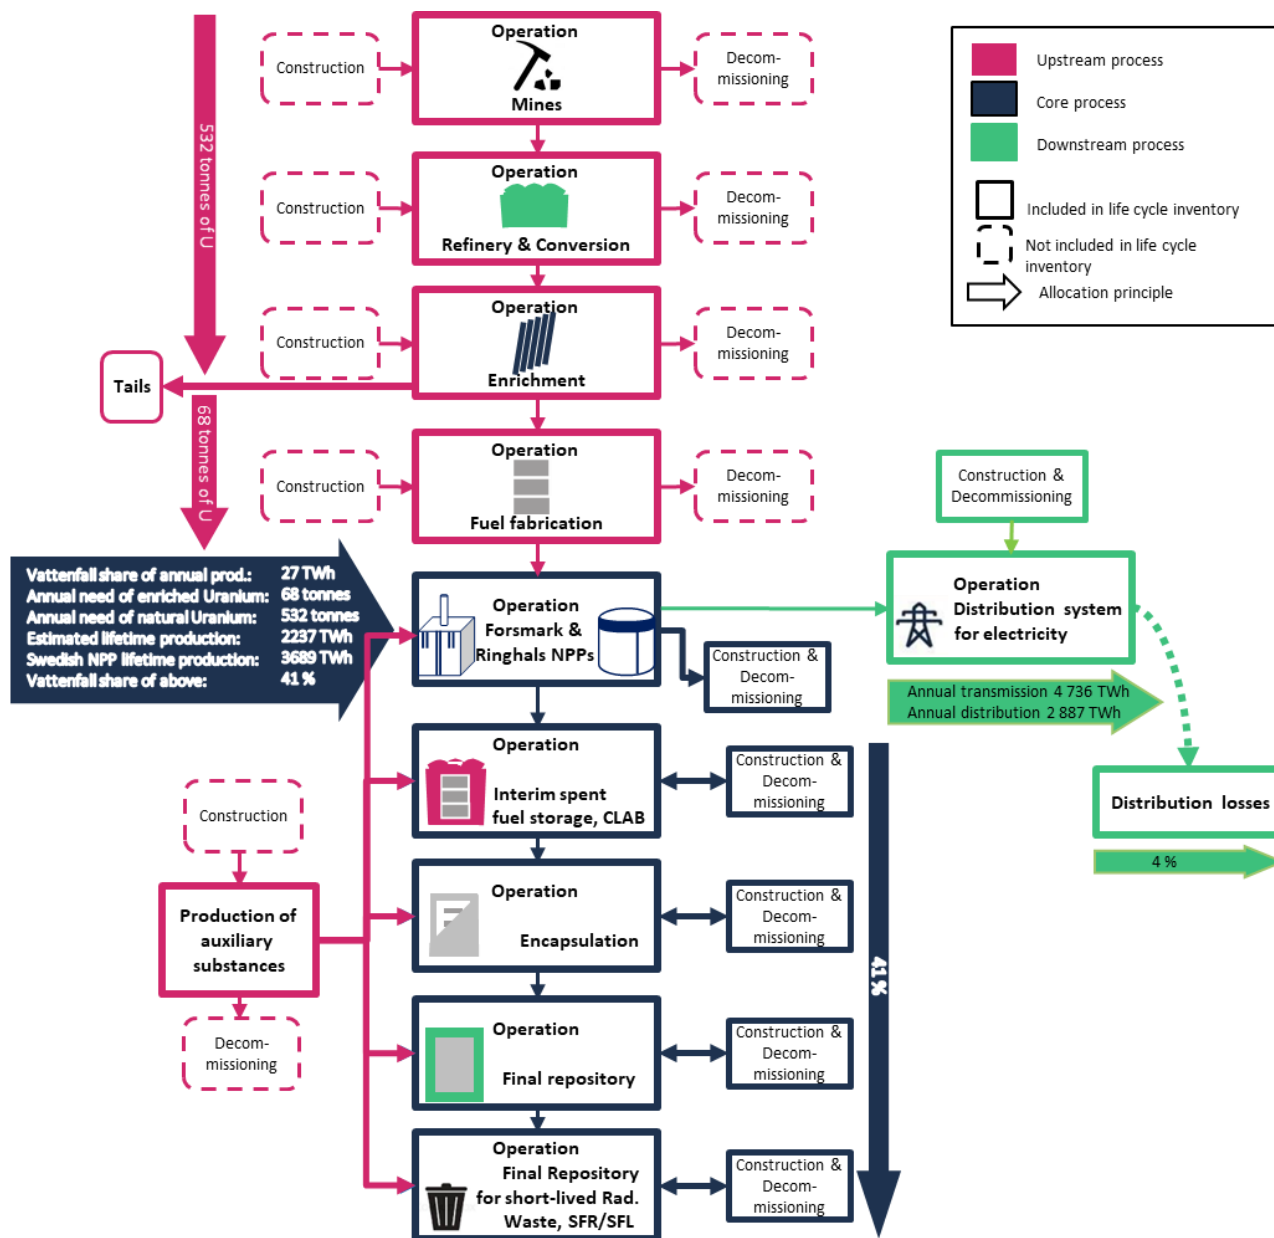 Operation
Mines
Construction
Decom-
missioning
532 tonnes of U
Operation
Refinery & Conversion
Construction
Decom-
missioning
Operation
Enrichment
Construction
Decom-
missioning
Tails
68 tonnes of U
Operation
Fuel fabrication
Construction
Decom-
missioning
Upstream process
Core process
Downstream process
Included in life cycle inventory
Not included in life cycle
inventory
Allocation principle
Vattenfall share of annual prod.: 27 TWh
Annual need of enriched Uranium: 68 tonnes
Annual need of natural Uranium: 532 tonnes
Estimated lifetime production: 2237 TWh
Swedish NPP lifetime production: 3689 TWh
Vattenfall share of above: 41 %
Operation
Forsmark &
Ringhals NPPs
Construction &
Decom-
missioning
Construction &
Decommissioning
Operation
Distribution system
for electricity
Annual transmission 4 736 TWh
Annual distribution 2 887 TWh
Distribution losses
4 %
Operation
Interim spent
fuel storage, CLAB
Construction &
Decom-
missioning
Construction
Production of
auxiliary
substances
Decom-
missioning
Operation
Encapsulation
Construction &
Decom-
missioning
41 %
Operation
Final repository
Construction &
Decom-
missioning
Operation
Final Repository
for short-lived Rad.
Waste, SFR/SFL
Construction &
Decom-
missioning